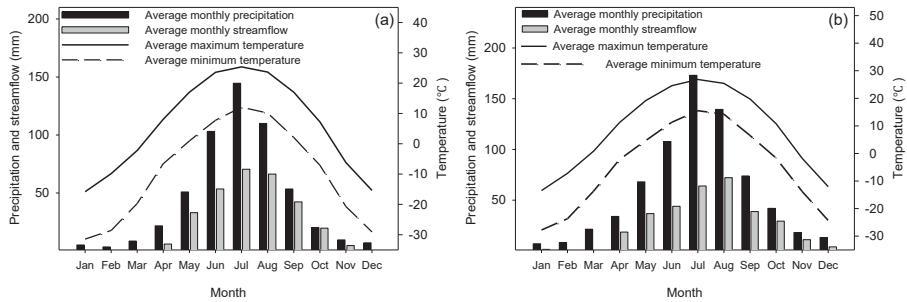 (a)
Average monthly precipitation
Average monthly streamflow
Average maximum temperature
Average minimum temperature
Precipitation and streamflow (mm)
200
150
100
50
Temperature (℃)
40
30
20
10
0
-10
-20
-30
Jan Feb Mar Apr May Jun Jul Aug Sep Oct Nov Dec
Month
(b)
Average monthly precipitation
Average monthly streamflow
Average maximun temperature
Average minimum temperature
Precipitation and streamflow (mm)
200
150
100
50
Temperature (℃)
50
40
30
20
10
0
-10
-20
-30
Jan Feb Mar Apr May Jun Jul Aug Sep Oct Nov Dec
Month